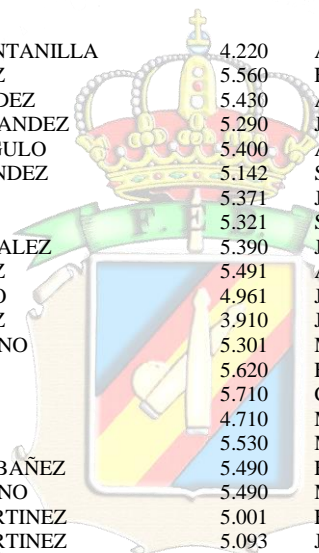 NTANILLA 4.220 A
Z 5.560
DEZ 5.430 A
ANDEZ 5.290 J
GULO 5.400 A
NDEZ 5.142 S
5.371 J
F. E 5.321 S
ALEZ 5.390 J
Z 5.491 A
O 4.961 J
Z 3.910 J
NO 5.301 M
5.620
5.710
4.710 M
5.530 M
BAÑEZ 5.490
NO 5.490 M
RTINEZ 5.001
RTINEZ 5.093 J